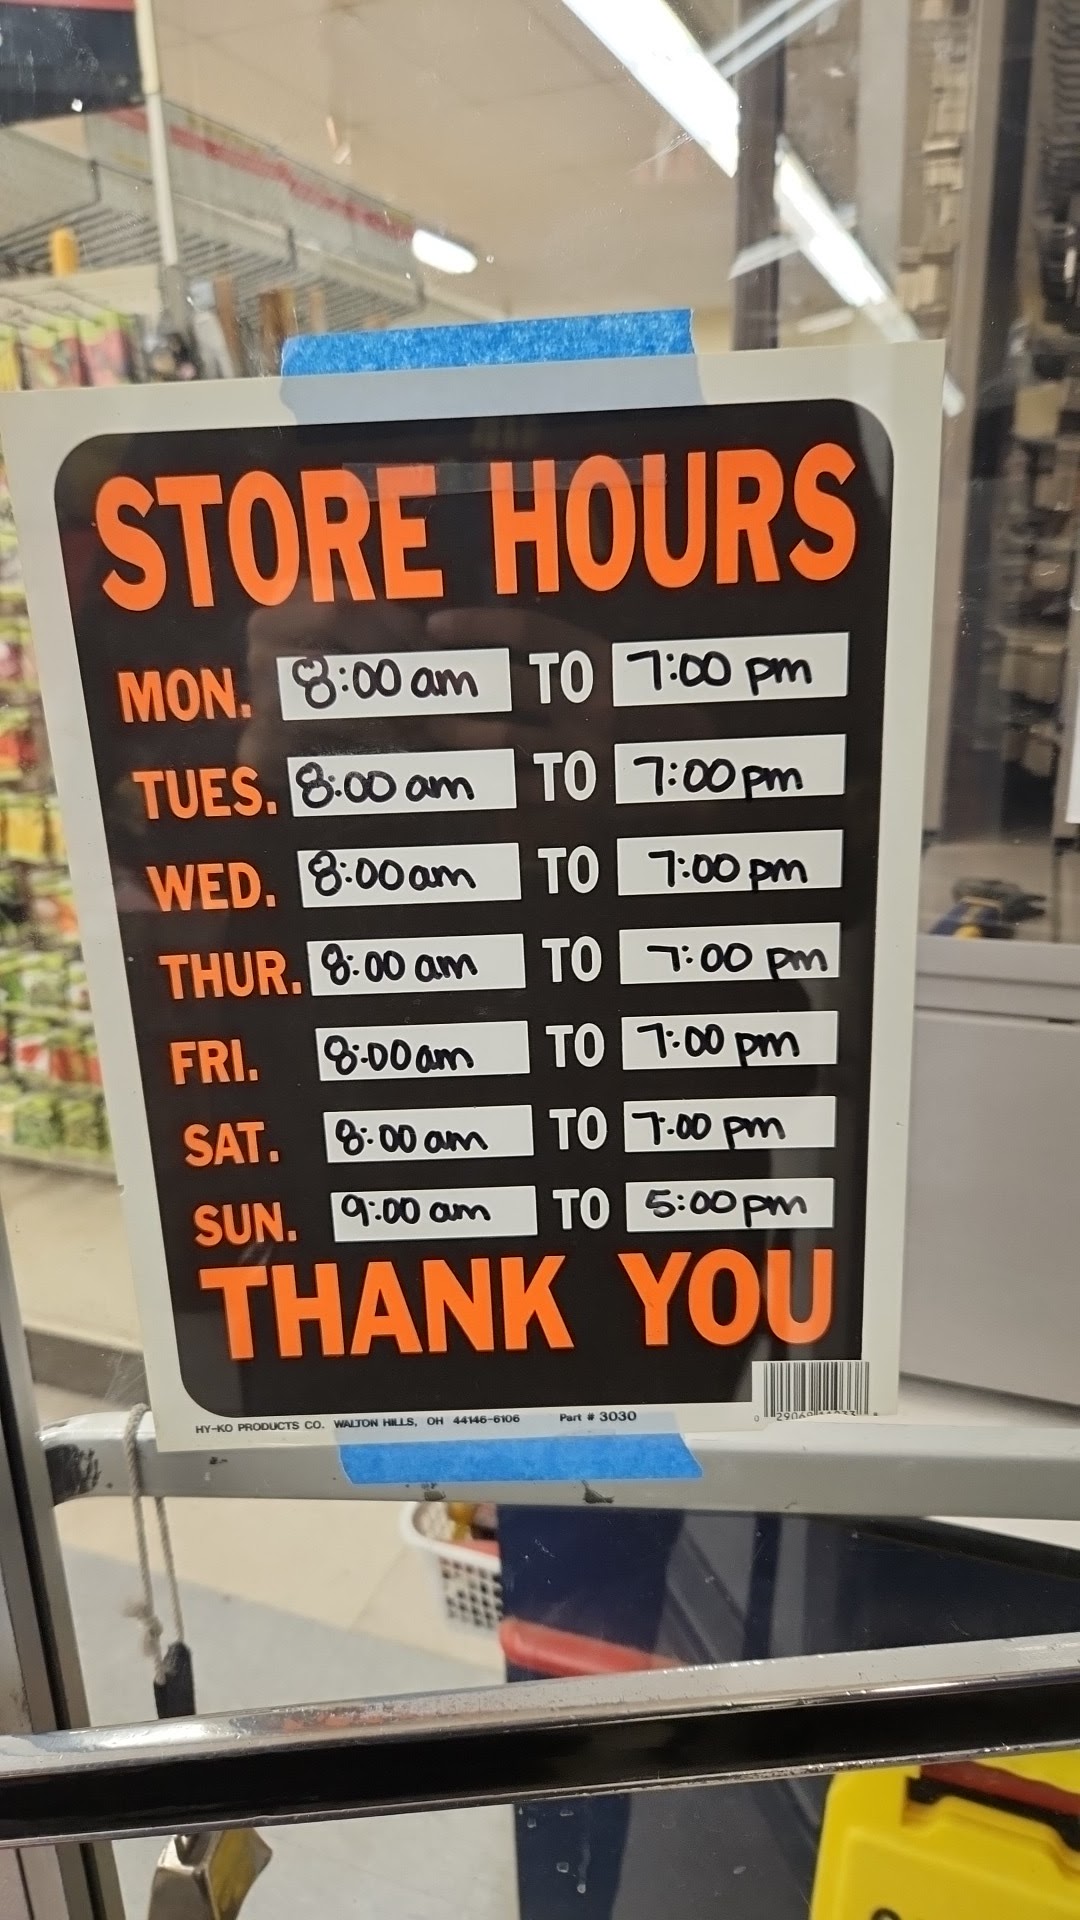 STORE HOURS
MON. 8:00 am TO 7:00 pm
TUES. 8:00 am TO 7:00 pm
WED. 8:00 am TO 7:00 pm
THUR. 8:00 am TO 7:00 pm
FRI. 8:00 am TO 7:00 pm
SAT. 8:00 am TO 7:00 pm
SUN. 9:00 am TO 5:00 pm
THANK YOU
HY-KO PRODUCTS CO. WALTON HILLS, OH 44146-6106 Part # 3030